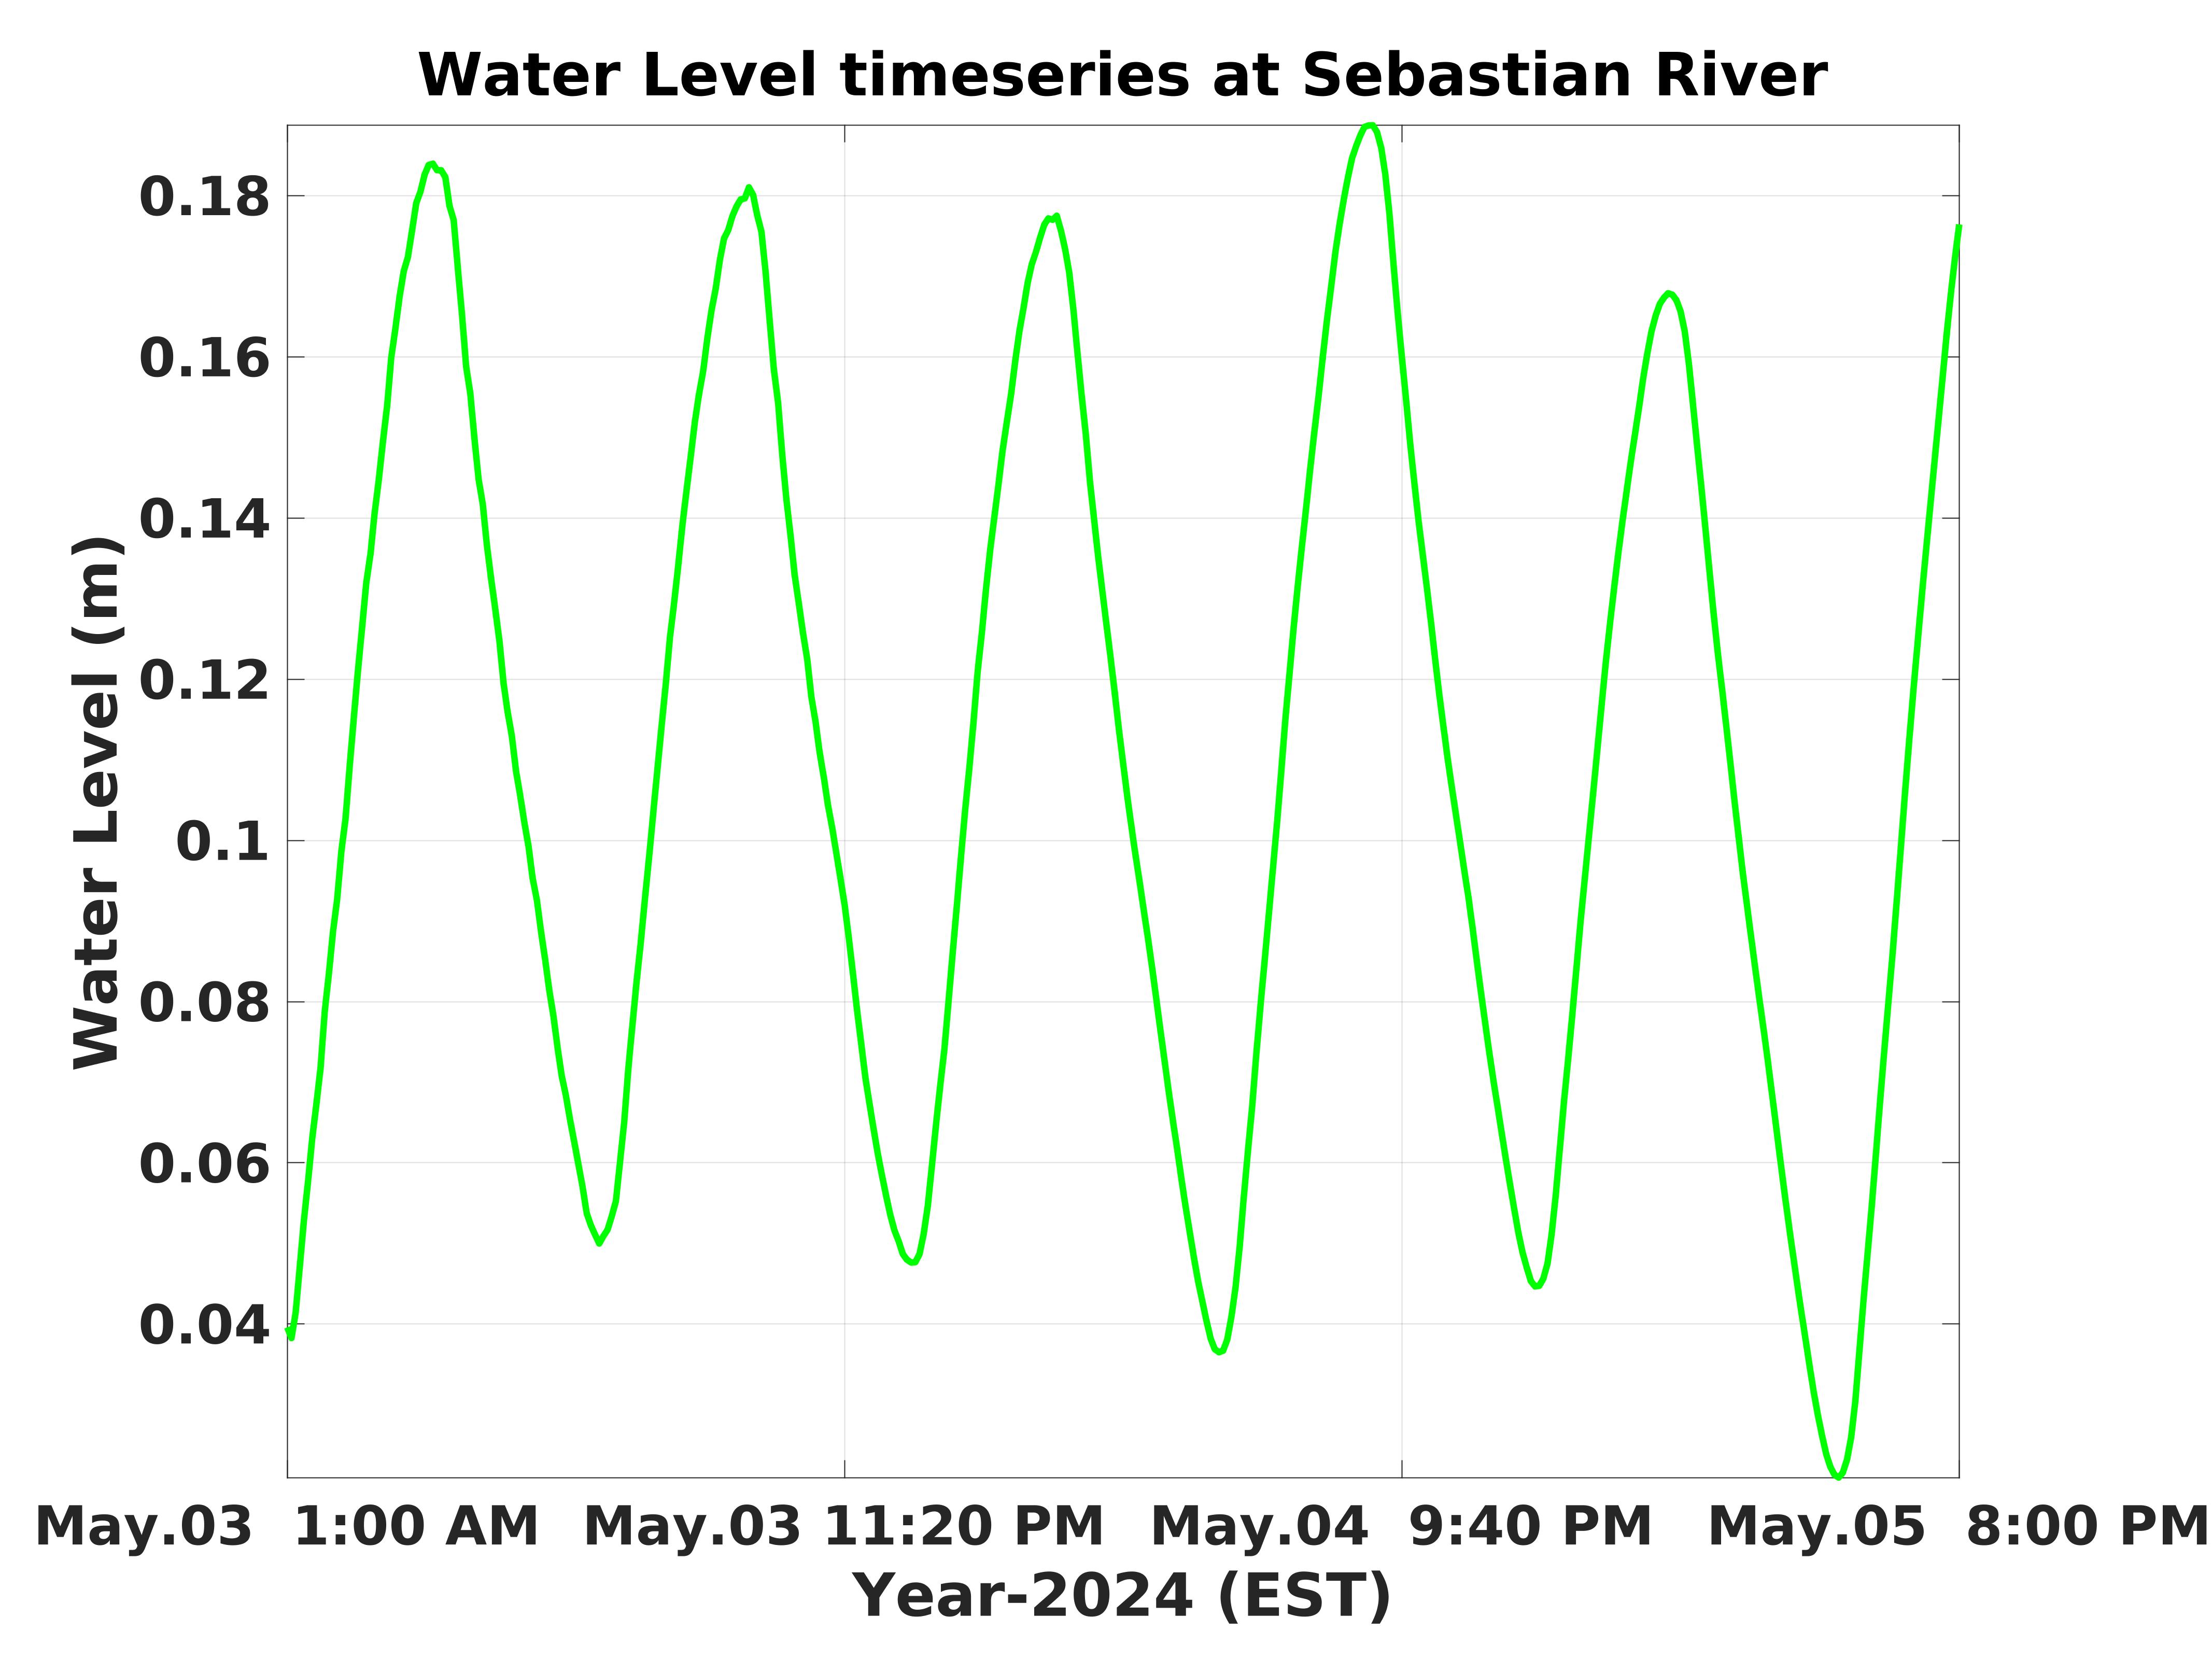 Water Level timeseries at Sebastian River
Water Level (m)
0.18
0.16
0.14
0.12
0.1
0.08
0.06
0.04
May.03 1:00 AM May.03 11:20 PM May.04 9:40 PM May.05 8:00 PM
Year-2024 (EST)